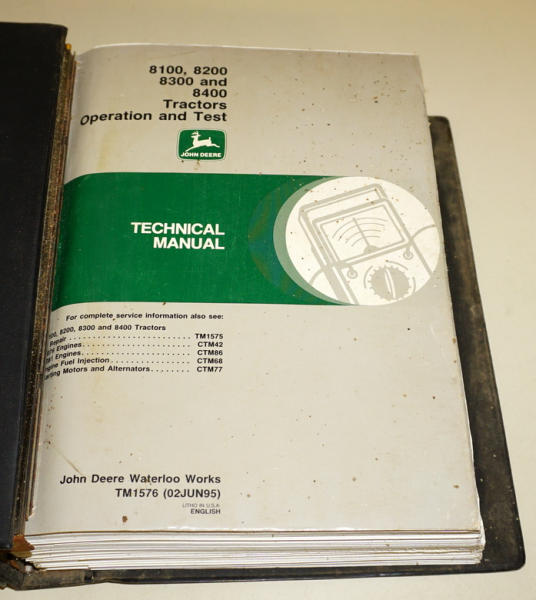 8100, 8200
8300 and
8400
Tractors
Operation and Test
JOHN DEERE
TECHNICAL
MANUAL
For complete service information also see:
8200, 8300 and 8400 Tractors
Repair . . . . . . . . . . . . . . . . . . . . . . . . . . . TM1575
Engines. . . . . . . . . . . . . . . . . . . . . . . . . . CTM42
Engines. . . . . . . . . . . . . . . . . . . . . . . . . . CTM86
Fuel Injection . . . . . . . . . . . . . . . . . . . . CTM68
Motors and Alternators. . . . . . . . CTM77
John Deere Waterloo Works
TM1576 (02JUN95)
LITHO IN U.S.A.
ENGLISH